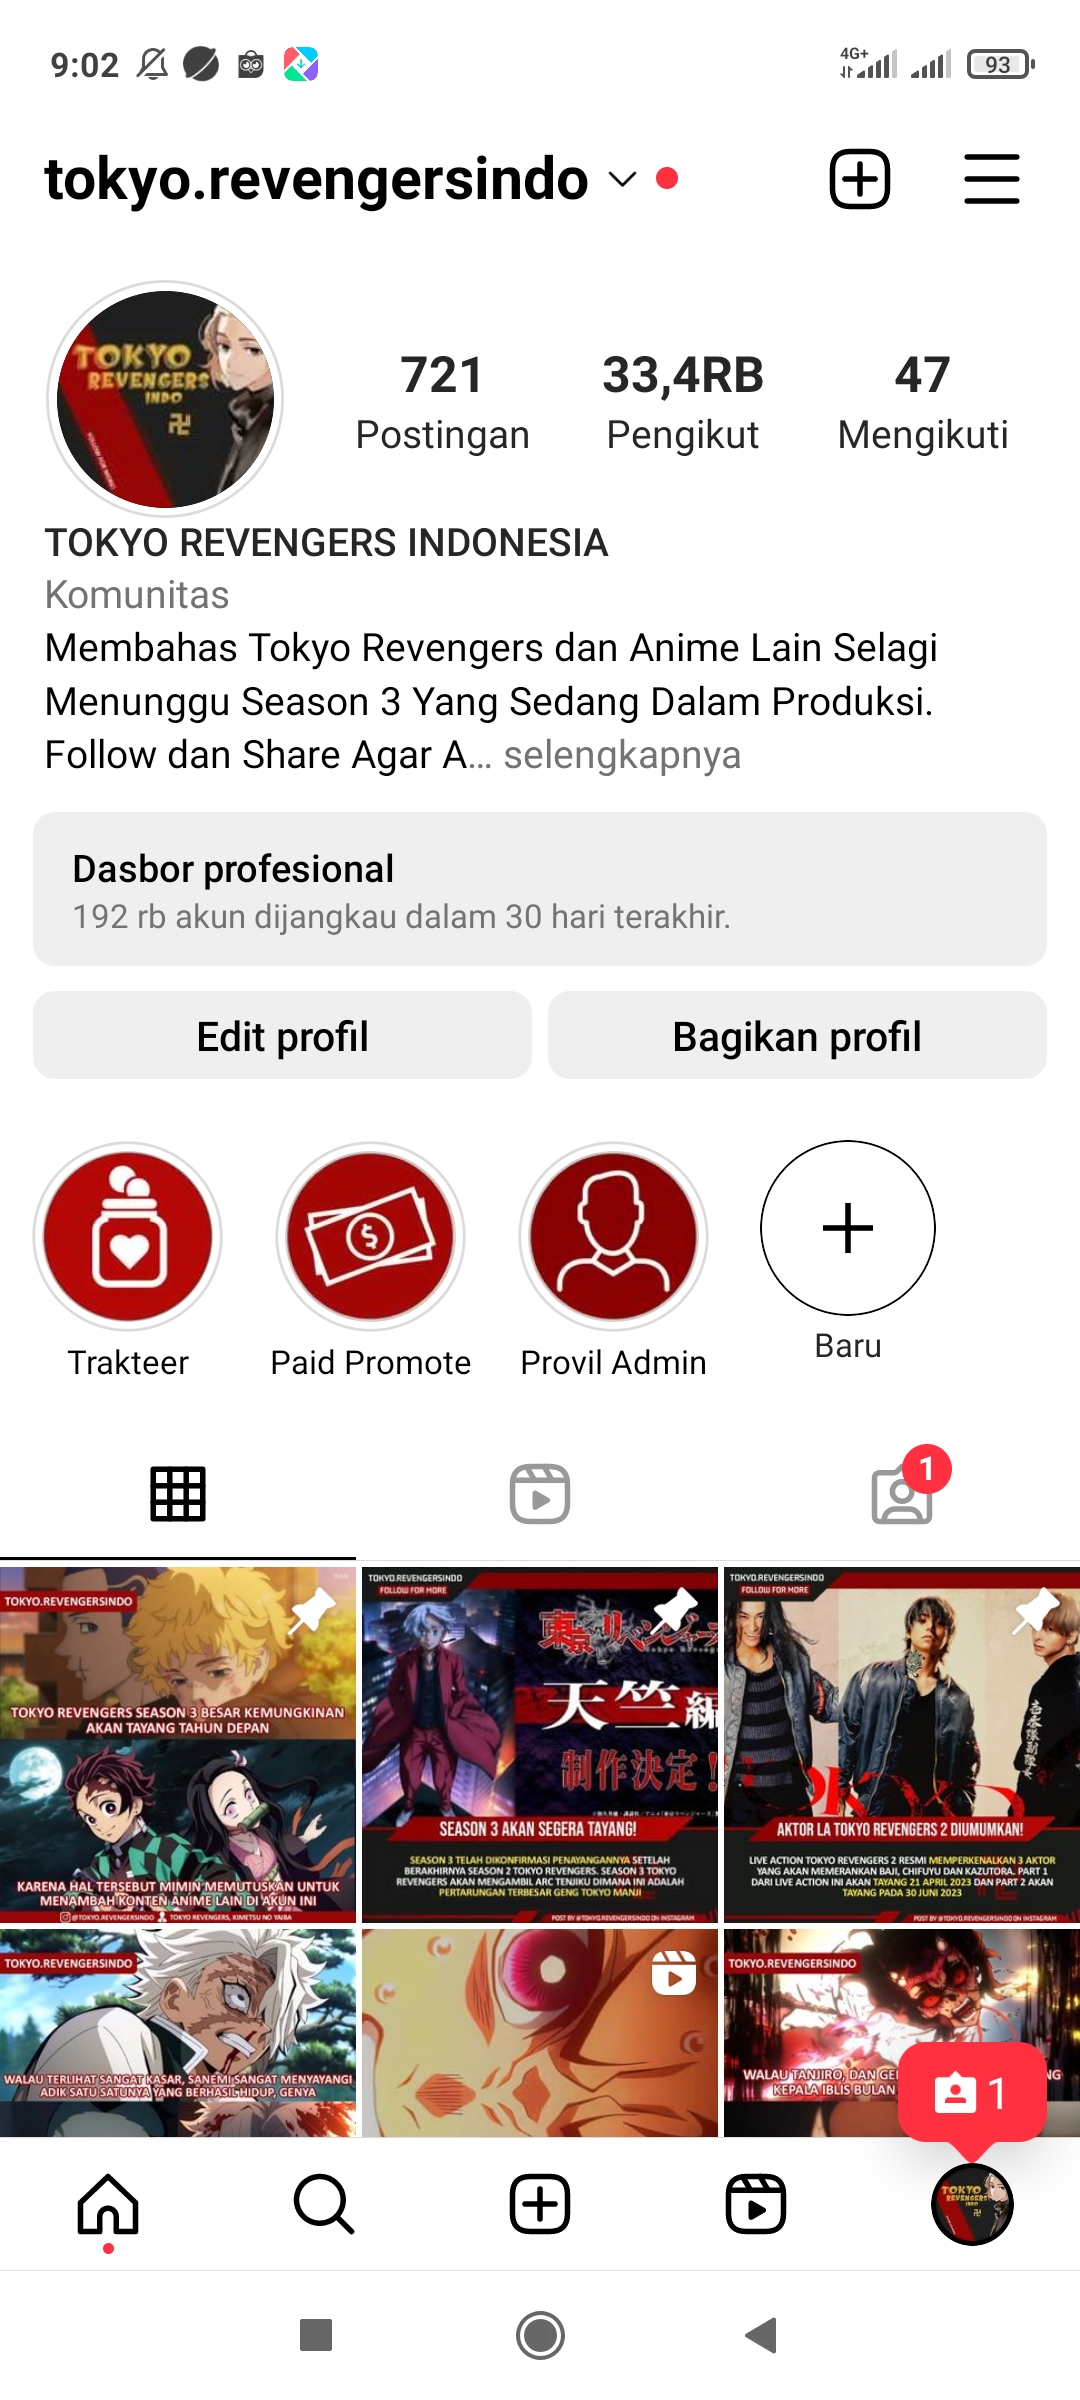 9:02
4G+
93
tokyo.revengersindo
TOKYO
REVENGERS
INDO
卍
721
33,4RB
47
Postingan
Pengikut
Mengikuti
TOKYO REVENGERS INDONESIA
Komunitas
Membahas Tokyo Revengers dan Anime Lain Selagi
Menunggu Season 3 Yang Sedang Dalam Produksi.
Follow dan Share Agar A... selengkapnya
Dasbor profesional
192 rb akun dijangkau dalam 30 hari terakhir.
Edit profil
Bagikan profil
Trakteer
Paid Promote
Provil Admin
Baru
1
TOKYO.REVENGERSINDO
TOKYO REVENGERS SEASON 3 BESAR KEMUNGKINAN
AKAN TAYANG TAHUN DEPAN
KARENA HAL TERSEBUT MIMIN MEMUTUSKAN UNTUK
MENAMBAH KONTEN ANIME LAIN DI AKUN INI
@TOKYO.REVENGERSINDO TOKYO REVENGERS, KIMETSU NO YAIBA
TOKYO.REVENGERSINDO
FOLLOW FOR MORE
東京リベンジャーズ
天竺編
制作決定!
SEASON 3 AKAN SEGERA TAYANG!
SEASON 3 TELAH DIKONFIRMASI PENAYANGANNYA SETELAH
BERAKHIRNYA SEASON 2 TOKYO REVENGERS. SEASON 3 TOKYO
REVENGERS AKAN MENGAMBIL ARC TENJIKU DIMANA INI ADALAH
PERTARUNGAN TERBESAR GENG TOKYO MANJI
POST BY @TOKYO.REVENGERSINDO ON INSTAGRAM
TOKYO.REVENGERSINDO
FOLLOW FOR MORE
AKTOR LA TOKYO REVENGERS 2 DIUMUMKAN!
LIVE ACTION TOKYO REVENGERS 2 RESMI MEMPERKENALKAN 3 AKTOR
YANG AKAN MEMERANKAN BAJI, CHIFUYU DAN KAZUTORA. PART 1
DARI LIVE ACTION INI AKAN TAYANG 21 APRIL 2023 DAN PART 2 AKAN
TAYANG PADA 30 JUNI 2023
POST BY @TOKYO.REVENGERSINDO ON INSTAGRAM
TOKYO.REVENGERSINDO
WALAU TERLIHAT SANGAT KASAR, SANEMI SANGAT MENYAYANGI
ADIK SATU SATUNYA YANG BERHASIL HIDUP, GENYA
TOKYO.REVENGERSINDO
WALAU TANJIRO, DAN GE
NG
KEPALA IBLIS BULAN
1